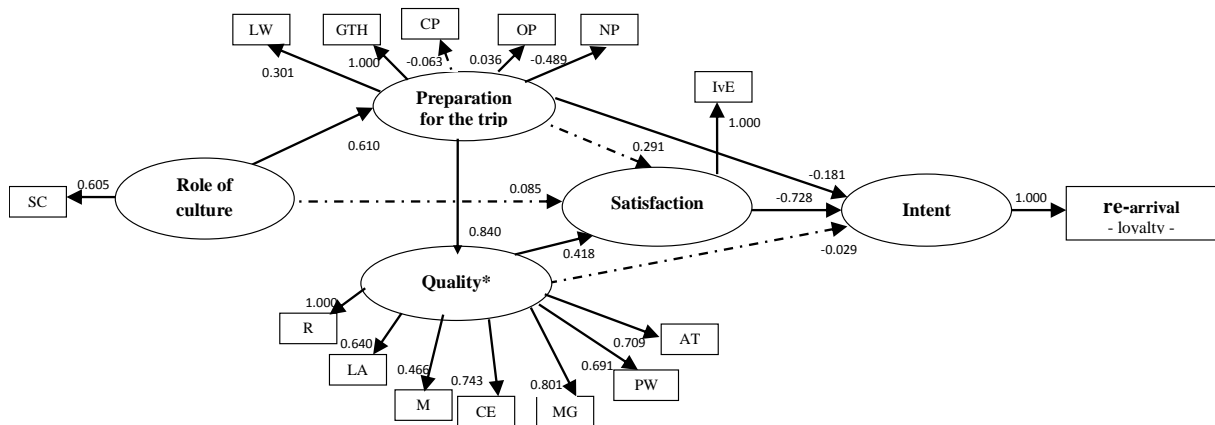 LW
GTH
CP
OP
NP
0.301
1.000
-0.063
0.036
-0.489
IvE
1.000
Preparation
for the trip
0.610
0.291
-0.181
SC
0.605
Role of
culture
0.085
Satisfaction
-0.728
Intent
1.000
re-arrival
- loyalty -
0.840
0.418
-0.029
Quality*
1.000
R
0.640
LA
0.466
M
0.743
CE
0.801
MG
0.691
PW
0.709
AT